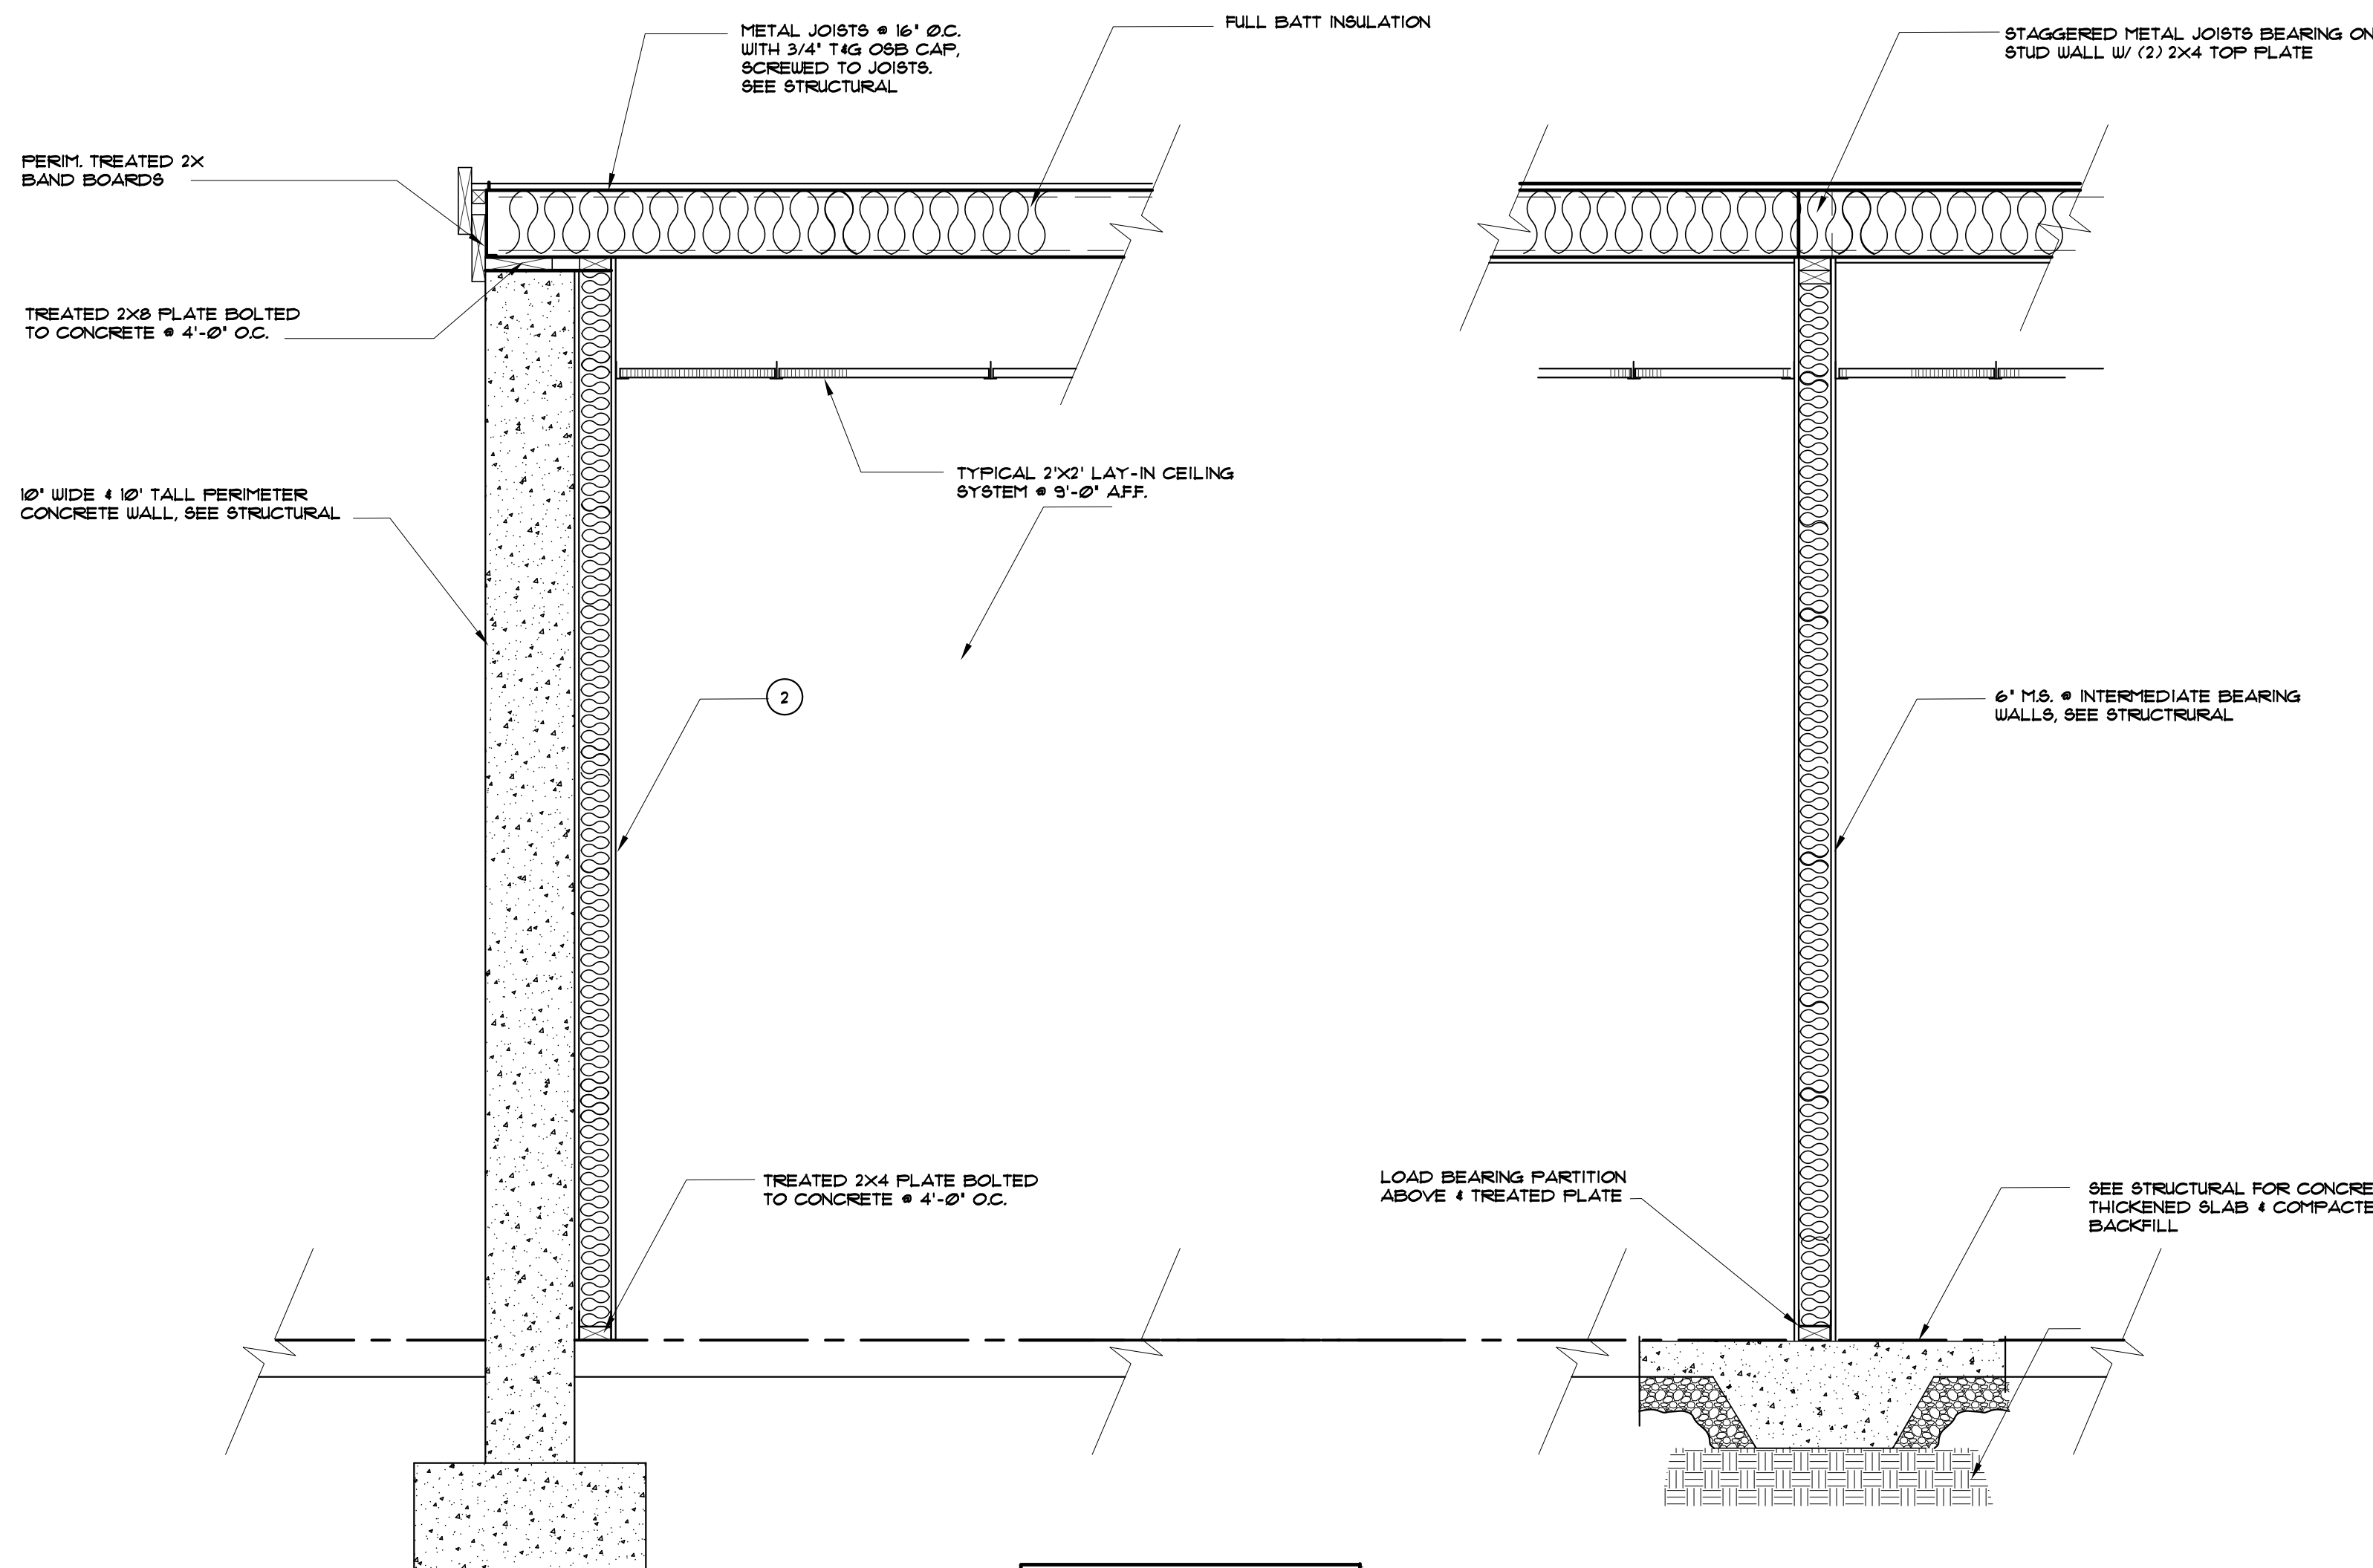 METAL JOISTS @ 16" O.C.
WITH 3/4" T&G OSB CAP,
SCREWED TO JOISTS.
SEE STRUCTURAL
FULL BATT INSULATION
STAGGERED METAL JOISTS BEARING ON
STUD WALL W/ (2) 2X4 TOP PLATE
PERIM. TREATED 2X
BAND BOARDS
TREATED 2X8 PLATE BOLTED
TO CONCRETE @ 4'-0" O.C.
10" WIDE & 10' TALL PERIMETER
CONCRETE WALL, SEE STRUCTURAL
TYPICAL 2'X2' LAY-IN CEILING
SYSTEM @ 9'-0" A.F.F.
2
6" M.S. @ INTERMEDIATE BEARING
WALLS, SEE STRUCTRURAL
TREATED 2X4 PLATE BOLTED
TO CONCRETE @ 4'-0" O.C.
LOAD BEARING PARTITION
ABOVE & TREATED PLATE
SEE STRUCTURAL FOR CONCRE
THICKENED SLAB & COMPACTE
BACKFILL